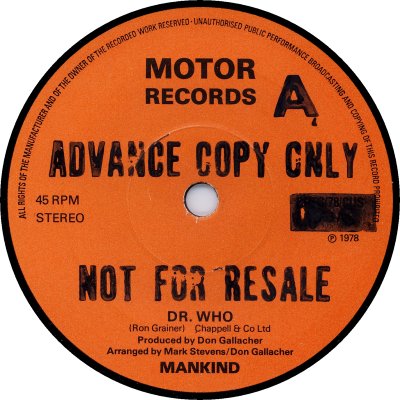 ALL RIGHTS OF THE MANUFACTURER AND OF THE OWNER OF THE RECORDED WORK RESERVED - UNAUTHORISED PUBLIC PERFORMANCE BROADCASTING AND COPYING OF THIS RECORD PROHIBITED
MOTOR
RECORDS
A
ADVANCE COPY ONLY
45 RPM
STEREO
℗ 1978
NOT FOR RESALE
DR. WHO
(Ron Grainer) Chappell & Co Ltd
Produced by Don Gallacher
Arranged by Mark Stevens/Don Gallacher
MANKIND